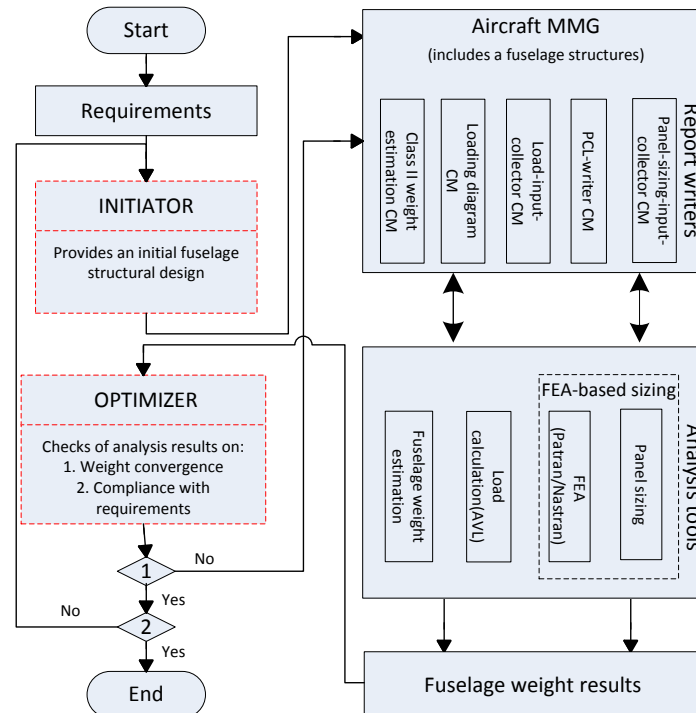 Start
Requirements
INITIATOR
Provides an initial fuselage
structural design
OPTIMIZER
Checks of analysis results on:
1. Weight convergence
2. Compliance with
requirements
1
No
Yes
2
No
Yes
End
Aircraft MMG
(includes a fuselage structures)
Class II weight
estimation CM
Loading diagram
CM
Load-input-
collector CM
PCL-writer CM
Panel-sizing-input-
collector CM
Report writers
Fuselage weight
estimation
Load
calculation(AVL)
FEA-based sizing
FEA
(Patran/Nastran)
Panel sizing
Analysis tools
Fuselage weight results